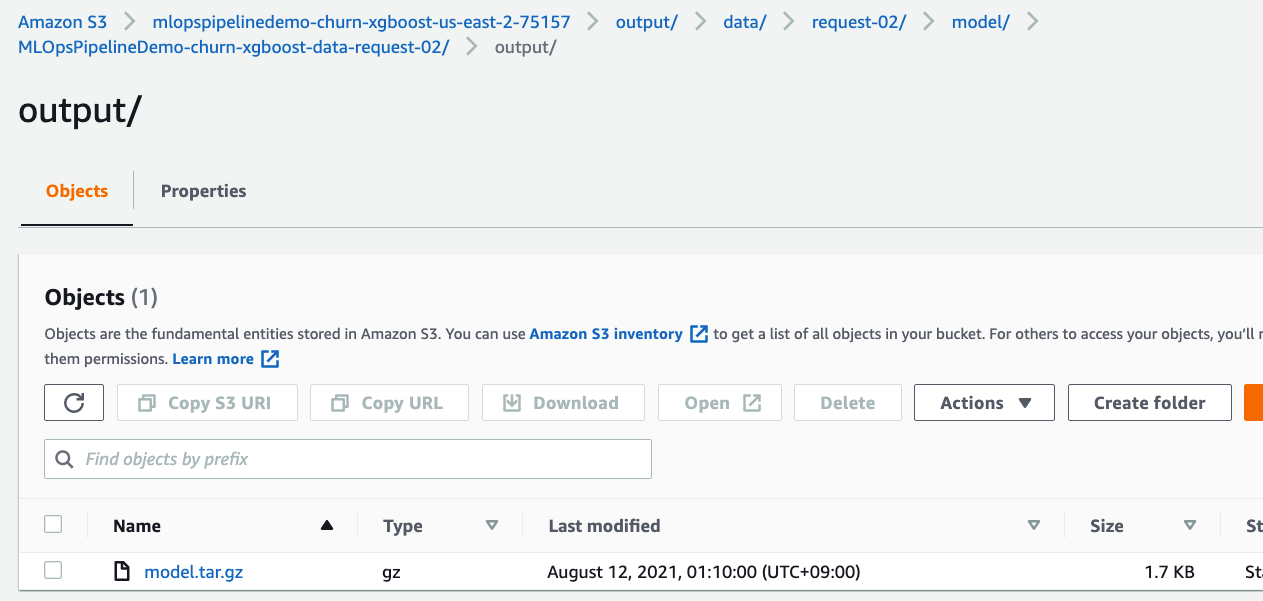 Amazon S3 > mlopspipelinedemo-churn-xgboost-us-east-2-75157 > output/ > data/ > request-02/ > model/ >
MLOpsPipelineDemo-churn-xgboost-data-request-02/ > output/
output/
Objects Properties
Objects (1)
Objects are the fundamental entities stored in Amazon S3. You can use Amazon S3 inventory to get a list of all objects in your bucket. For others to access your objects, you'll
them permissions. Learn more
Copy S3 URI Copy URL Download Open Delete Actions Create folder
Find objects by prefix
Name Type Last modified Size
model.tar.gz gz August 12, 2021, 01:10:00 (UTC+09:00) 1.7 KB